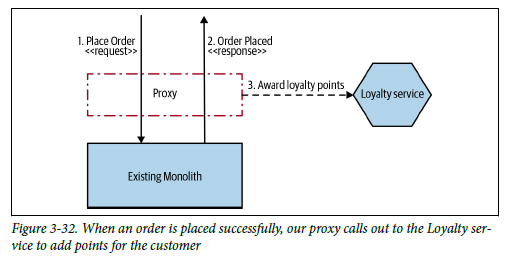 1. Place Order
<<request>>
2. Order Placed
<<response>>
Proxy
3. Award loyalty points
Loyalty service
Existing Monolith
Figure 3-32. When an order is placed successfully, our proxy calls out to the Loyalty ser-
vice to add points for the customer